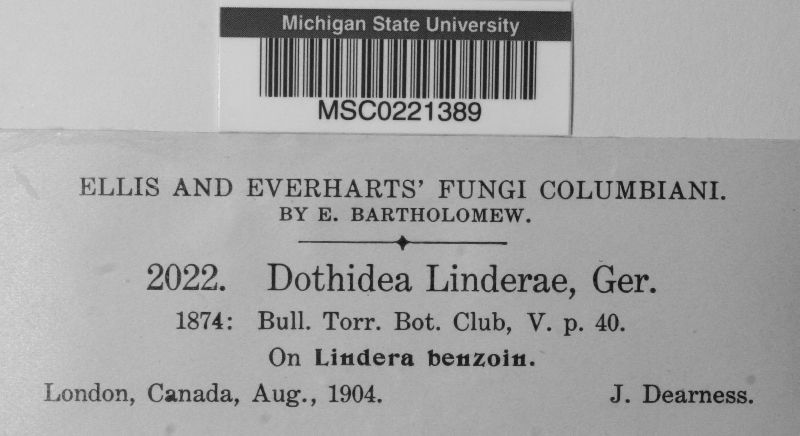 Michigan State University
MSC0221389
ELLIS AND EVERHARTS' FUNGI COLUMBIANI.
BY E. BARTHOLOMEW.
2022. Dothidea Linderae, Ger.
1874: Bull. Torr. Bot. Club, V. p. 40.
On Lindera benzoin.
London, Canada, Aug., 1904. J. Dearness.